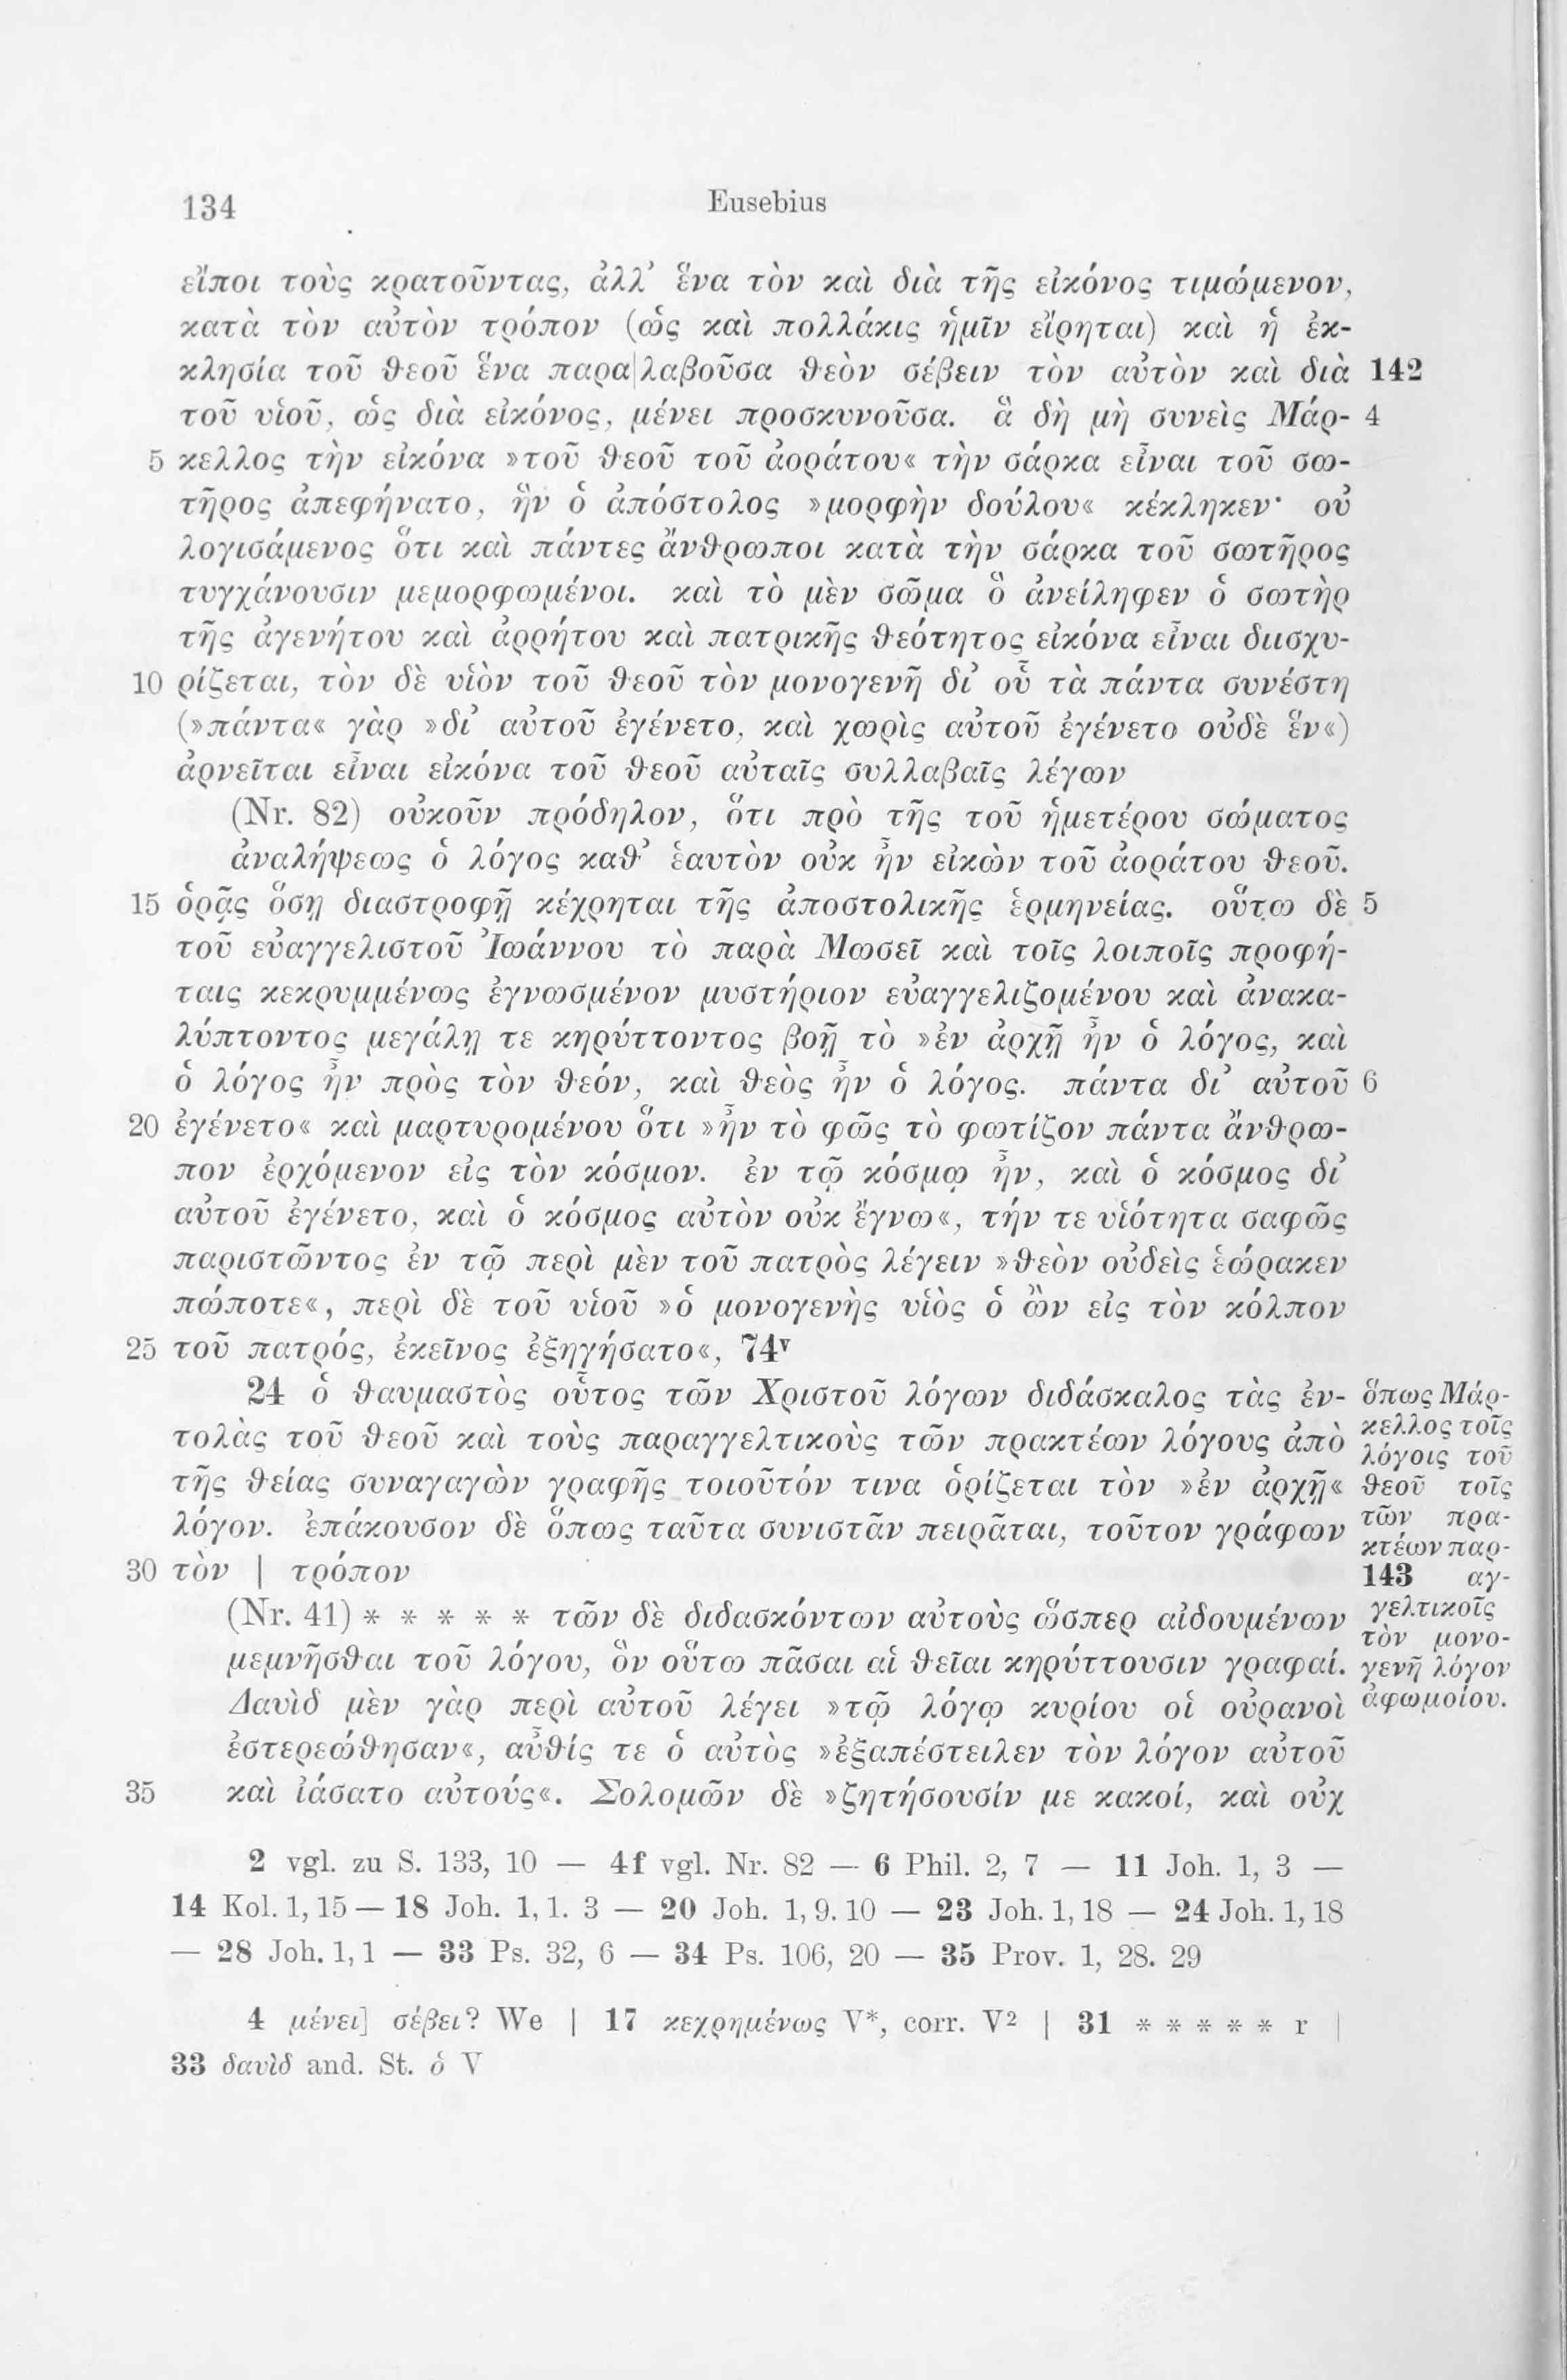 134 Eusebius
εἴποι τοὺς κρατοῦντας, ἀλλ’ ἕνα τὸν καὶ διὰ τῆς εἰκόνος τιμώμενον,
κατὰ τὸν αὐτὸν τρόπον (ὡς καὶ πολλάκις ἡμῖν εἴρηται) καὶ ἡ ἐκ-
κλησία τοῦ θεοῦ ἕνα παρα|λαβοῦσα θεὸν σέβειν τὸν αὐτὸν καὶ διὰ 142
τοῦ υἱοῦ, ὡς διὰ εἰκόνος, μένει προσκυνοῦσα. ἃ δὴ μὴ συνεὶς Μάρ- 4
5 κελλος τὴν εἰκόνα »τοῦ θεοῦ τοῦ ἀοράτου« τὴν σάρκα εἶναι τοῦ σω-
τῆρος ἀπεφήνατο, ἣν ὁ ἀπόστολος »μορφὴν δούλου« κέκληκεν· οὐ
λογισάμενος ὅτι καὶ πάντες ἄνθρωποι κατὰ τὴν σάρκα τοῦ σωτῆρος
τυγχάνουσιν μεμορφωμένοι. καὶ τὸ μὲν σῶμα ὃ ἀνείληφεν ὁ σωτὴρ
τῆς ἀγενήτου καὶ ἀρρήτου καὶ πατρικῆς θεότητος εἰκόνα εἶναι διισχυ-
10 ρίζεται, τὸν δὲ υἱὸν τοῦ θεοῦ τὸν μονογενῆ δι’ οὗ τὰ πάντα συνέστη
(»πάντα« γὰρ »δι’ αὐτοῦ ἐγένετο, καὶ χωρὶς αὐτοῦ ἐγένετο οὐδὲ ἕν«)
ἀρνεῖται εἶναι εἰκόνα τοῦ θεοῦ αὐταῖς συλλαβαῖς λέγων
(Nr. 82) οὐκοῦν πρόδηλον, ὅτι πρὸ τῆς τοῦ ἡμετέρου σώματος
ἀναλήψεως ὁ λόγος καθ’ ἑαυτὸν οὐκ ἦν εἰκὼν τοῦ ἀοράτου θεοῦ.
15 ὁρᾷς ὅσῃ διαστροφῇ κέχρηται τῆς ἀποστολικῆς ἑρμηνείας. οὕτω δὲ 5
τοῦ εὐαγγελιστοῦ Ἰωάννου τὸ παρὰ Μωσεῖ καὶ τοῖς λοιποῖς προφή-
ταις κεκρυμμένως ἐγνωσμένον μυστήριον εὐαγγελιζομένου καὶ ἀνακα-
λύπτοντος μεγάλῃ τε κηρύττοντος βοῇ τὸ »ἐν ἀρχῇ ἦν ὁ λόγος, καὶ
ὁ λόγος ἦν πρὸς τὸν θεόν, καὶ θεὸς ἦν ὁ λόγος. πάντα δι’ αὐτοῦ 6
20 ἐγένετο« καὶ μαρτυρομένου ὅτι »ἦν τὸ φῶς τὸ φωτίζον πάντα ἄνθρω-
πον ἐρχόμενον εἰς τὸν κόσμον. ἐν τῷ κόσμῳ ἦν, καὶ ὁ κόσμος δι’
αὐτοῦ ἐγένετο, καὶ ὁ κόσμος αὐτὸν οὐκ ἔγνω«, τήν τε υἱότητα σαφῶς
παριστῶντος ἐν τῷ περὶ μὲν τοῦ πατρὸς λέγειν »θεὸν οὐδεὶς ἑώρακεν
πώποτε«, περὶ δὲ τοῦ υἱοῦ »ὁ μονογενὴς υἱὸς ὁ ὢν εἰς τὸν κόλπον
25 τοῦ πατρός, ἐκεῖνος ἐξηγήσατο«, 74ᵛ
24 ὁ θαυμαστὸς οὗτος τῶν Χριστοῦ λόγων διδάσκαλος τὰς ἐν-
τολὰς τοῦ θεοῦ καὶ τοὺς παραγγελτικοὺς τῶν πρακτέων λόγους ἀπὸ
τῆς θείας συναγαγὼν γραφῆς τοιοῦτόν τινα ὁρίζεται τὸν »ἐν ἀρχῇ«
λόγον. ἐπάκουσον δὲ ὅπως ταῦτα συνιστᾶν πειρᾶται, τοῦτον γράφων
30 τὸν | τρόπον
(Nr. 41) * * * * * τῶν δὲ διδασκόντων αὐτοὺς ὥσπερ αἰδουμένων
μεμνῆσθαι τοῦ λόγου, ὃν οὕτω πᾶσαι αἱ θεῖαι κηρύττουσιν γραφαί.
Δαυὶδ μὲν γὰρ περὶ αὐτοῦ λέγει »τῷ λόγῳ κυρίου οἱ οὐρανοὶ
ἐστερεώθησαν«, αὖθίς τε ὁ αὐτὸς »ἐξαπέστειλεν τὸν λόγον αὐτοῦ
35 καὶ ἰάσατο αὐτούς«. Σολομῶν δὲ »ζητήσουσίν με κακοί, καὶ οὐχ
ὅπως Μάρ-
κελλος τοῖς
λόγοις τοῦ
θεοῦ τοῖς
τῶν πρα-
κτέων παρ-
143 αγ-
γελτικοῖς
τὸν μονο-
γενῆ λόγον
ἀφωμοίου.
2 vgl. zu S. 133, 10 — 4f vgl. Nr. 82 — 6 Phil. 2, 7 — 11 Joh. 1, 3 —
14 Kol. 1, 15 — 18 Joh. 1, 1. 3 — 20 Joh. 1, 9. 10 — 23 Joh. 1, 18 — 24 Joh. 1, 18
— 28 Joh. 1, 1 — 33 Ps. 32, 6 — 34 Ps. 106, 20 — 35 Prov. 1, 28. 29
4 μένει] σέβει? We | 17 κεχρημένως V*, corr. V² | 31 * * * * * r |
33 δαυὶδ and. St. ὁ V